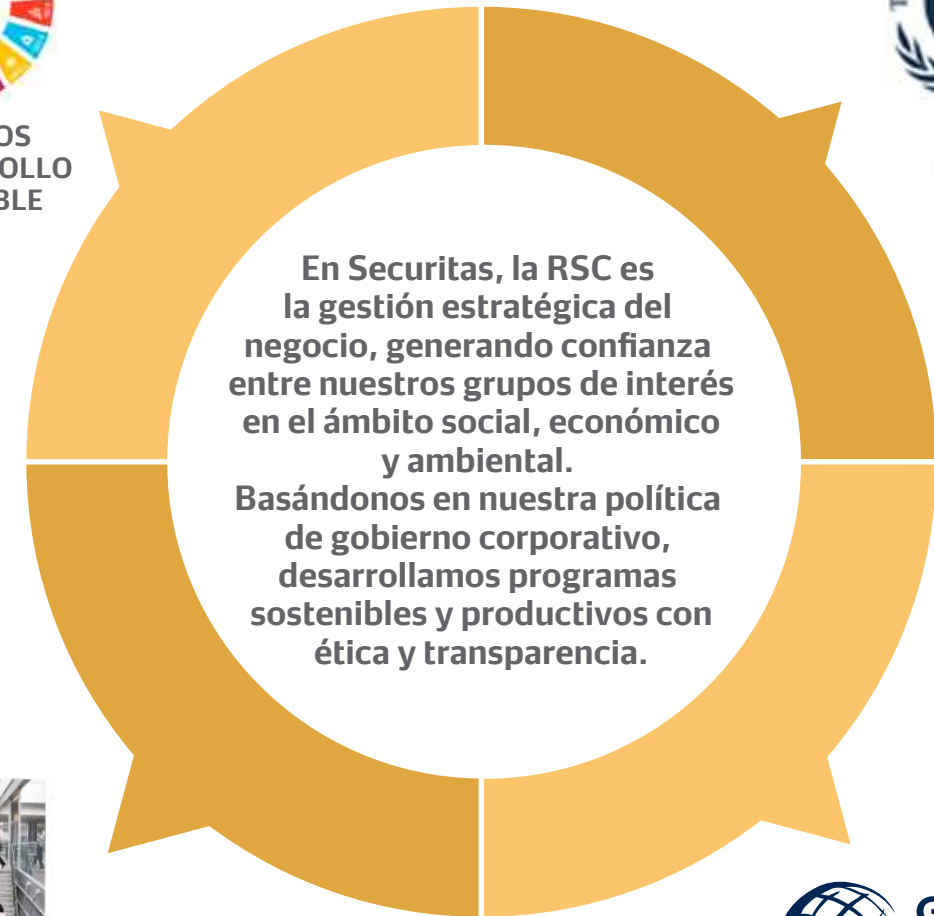 OS
OLLO
BLE
En Securitas, la RSC es
la gestión estratégica del
negocio, generando confianza
entre nuestros grupos de interés
en el ámbito social, económico
y ambiental.
Basándonos en nuestra política
de gobierno corporativo,
desarrollamos programas
sostenibles y productivos con
ética y transparencia.